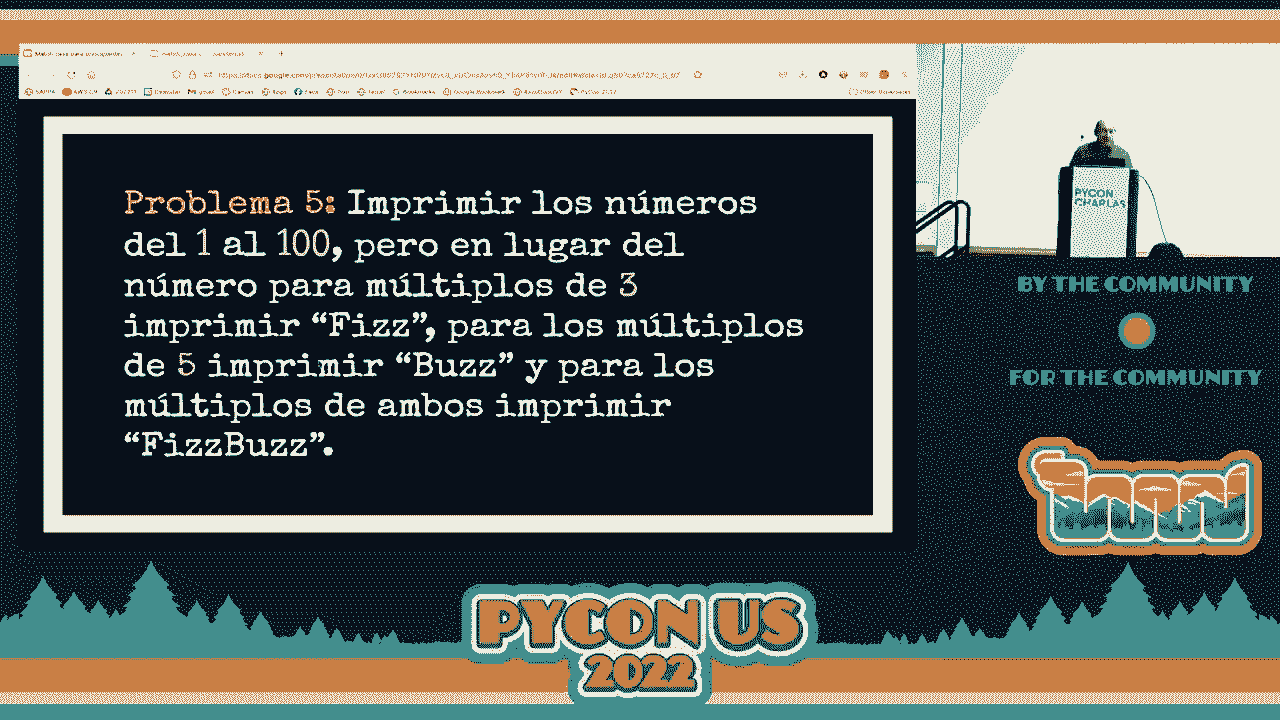 Problema 5: Imprimir los números
del 1 al 100, pero en lugar del
número para múltiplos de 3
imprimir “Fizz”, para los múltiplos
de 5 imprimir “Buzz” y para los
múltiplos de ambos imprimir
“FizzBuzz”.
PYCON
CHARLAS
BY THE COMMUNITY
FOR THE COMMUNITY
PYCON US
2022